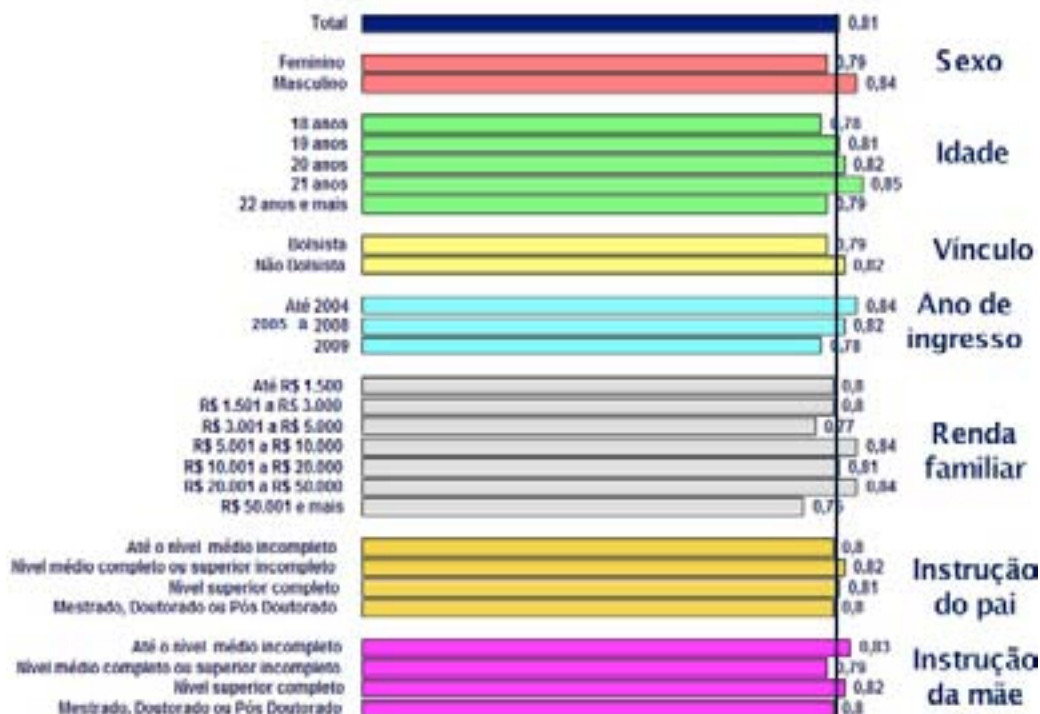 Total 0,81
Sexo
Feminino 0,79
Masculino 0,84
Idade
18 anos 0,78
19 anos 0,81
20 anos 0,82
21 anos 0,85
22 anos e mais 0,79
Vínculo
Bolsista 0,79
Não Bolsista 0,82
Ano de
ingresso
Até 2004 0,84
2005 a 2008 0,82
2009 0,78
Renda
familiar
Até R$ 1.500 0,8
R$ 1.501 a R$ 3.000 0,8
R$ 3.001 a R$ 5.000 0,77
R$ 5.001 a R$ 10.000 0,84
R$ 10.001 a R$ 20.000 0,81
R$ 20.001 a R$ 50.000 0,84
R$ 50.001 e mais
Instrução
do pai
Até o nível médio incompleto 0,8
Nível médio completo ou superior incompleto 0,82
Nível superior completo 0,81
Mestrado, Doutorado ou Pós Doutorado 0,8
Instrução
da mãe
Até o nível médio incompleto 0,83
Nível médio completo ou superior incompleto 0,79
Nível superior completo 0,82
Mestrado, Doutorado ou Pós Doutorado 0,8